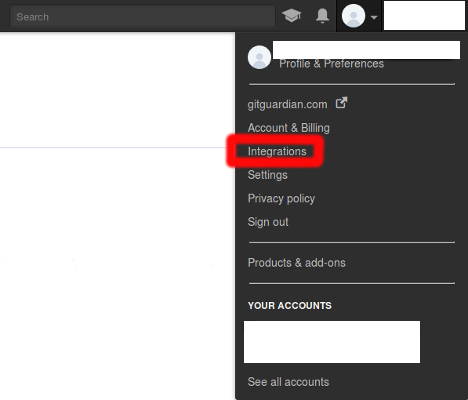 Search
Profile & Preferences
gitguardian.com
Account & Billing
Integrations
Settings
Privacy policy
Sign out
Products & add-ons
YOUR ACCOUNTS
See all accounts